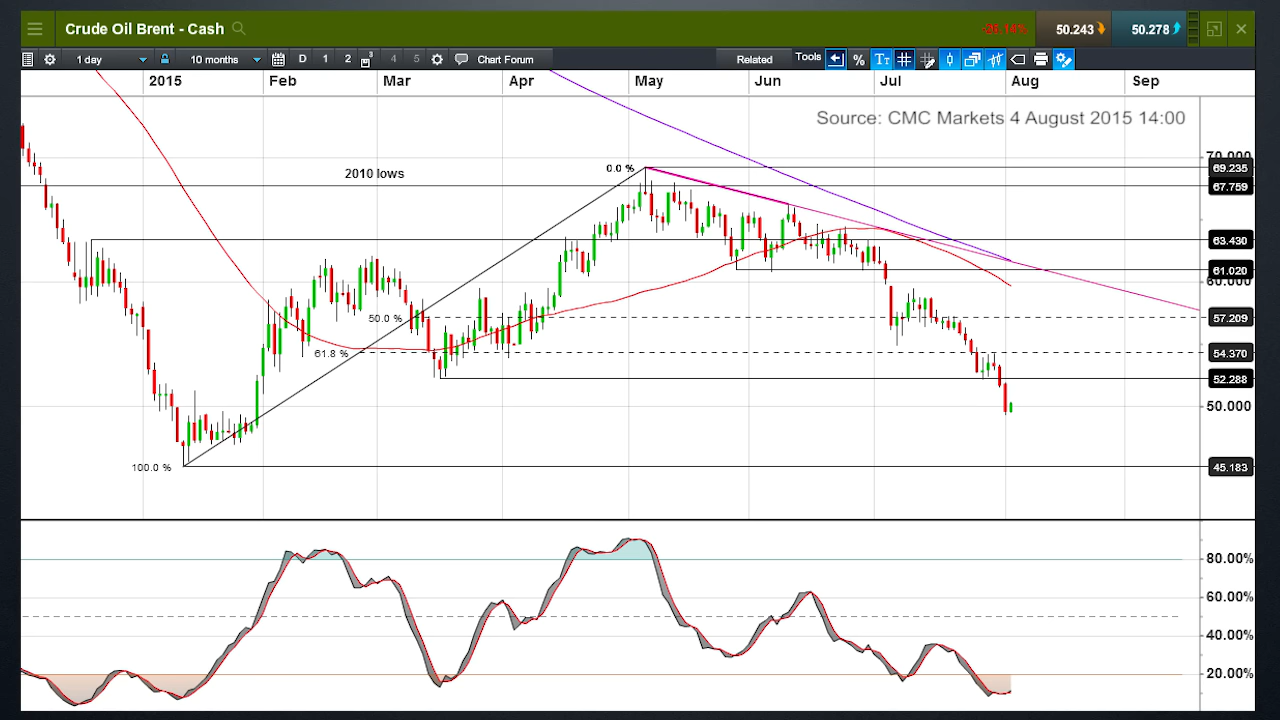 Crude Oil Brent - Cash
50.243
50.278
1 day
10 months
D
1
2
3
4
5
Chart Forum
Related
Tools
%
2015
Feb
Mar
Apr
May
Jun
Jul
Aug
Sep
Source: CMC Markets 4 August 2015 14:00
70.000
0.0 %
69.235
2010 lows
67.759
63.430
61.020
60.000
50.0 %
57.209
61.8 %
54.370
52.288
50.000
100.0 %
45.183
80.00%
60.00%
40.00%
20.00%